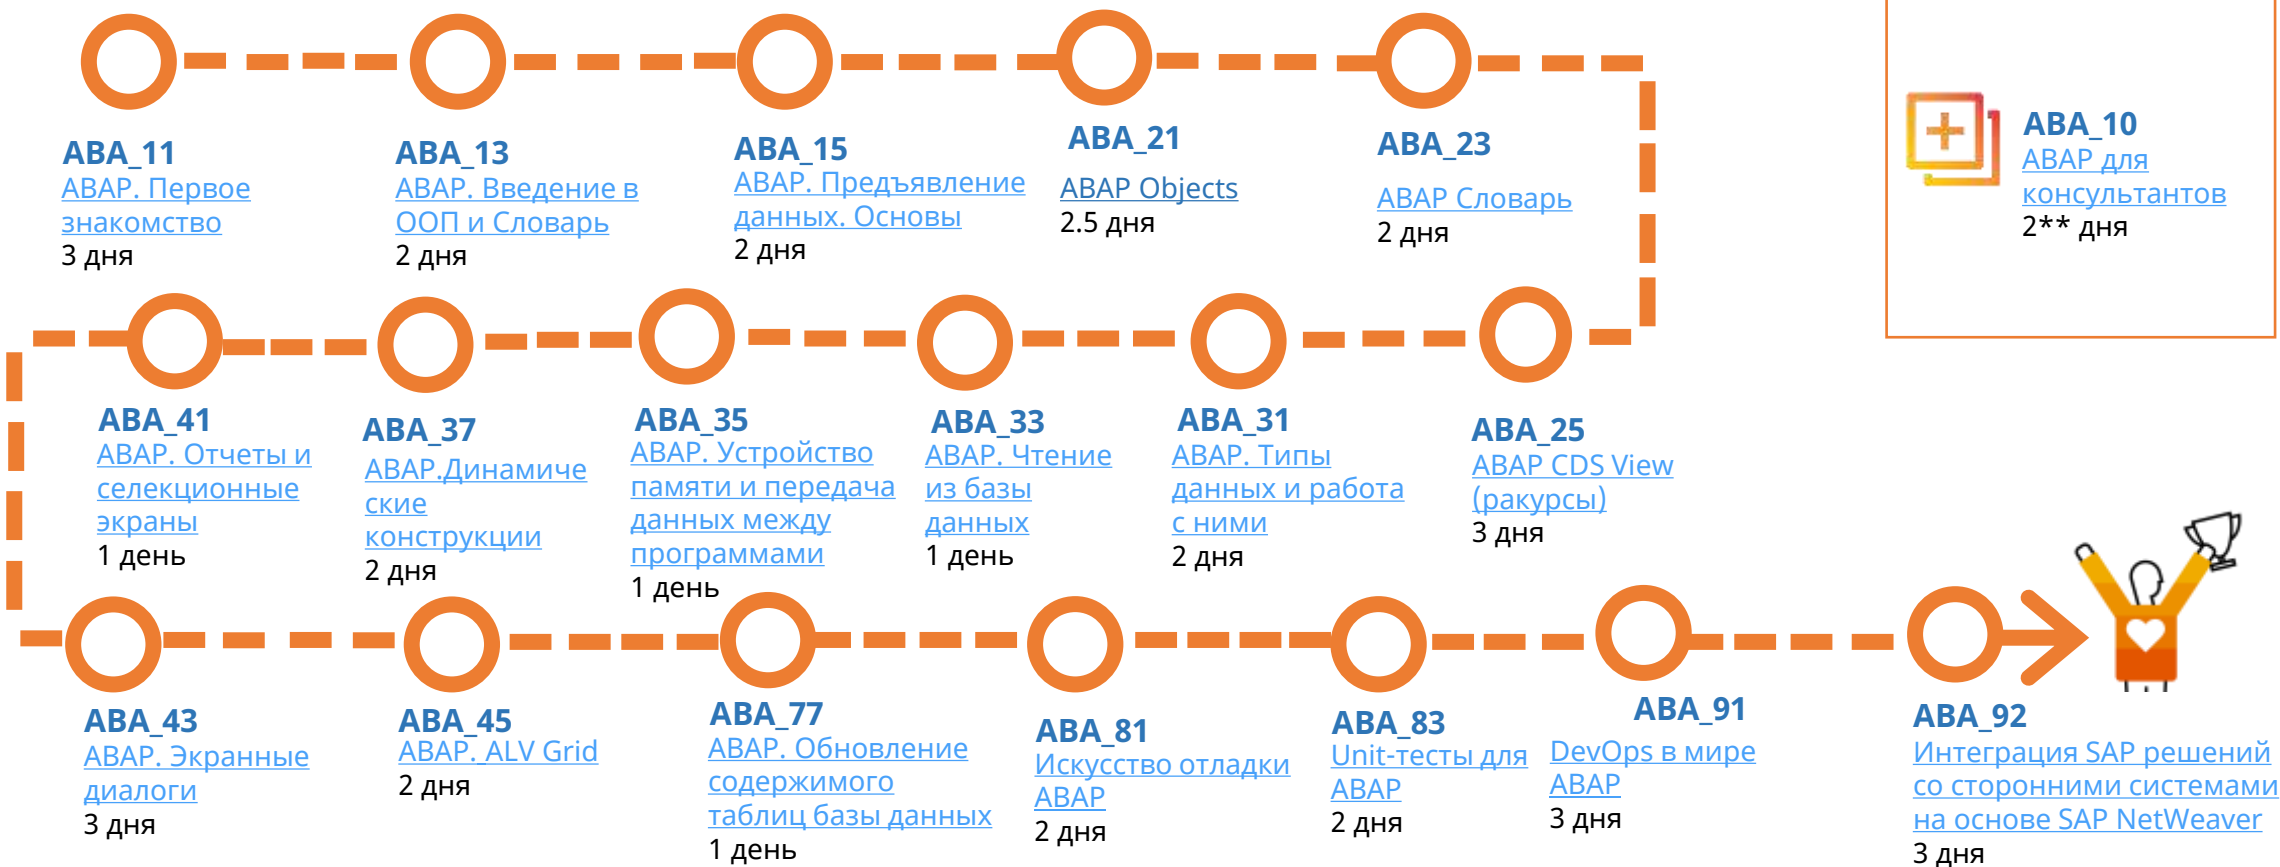 ABA_11
ABAP. Первое
знакомство
3 дня
ABA_13
ABAP. Введение в
ООП и Словарь
2 дня
ABA_15
ABAP. Предъявление
данных. Основы
2 дня
ABA_21
ABAP Objects
2.5 дня
ABA_23
ABAP Словарь
2 дня
ABA_10
ABAP для
консультантов
2** дня
ABA_41
ABAP. Отчеты и
селекционные
экраны
1 день
ABA_37
ABAP.Динамиче
ские
конструкции
2 дня
ABA_35
ABAP. Устройство
памяти и передача
данных между
программами
1 день
ABA_33
ABAP. Чтение
из базы
данных
1 день
ABA_31
ABAP. Типы
данных и работа
с ними
2 дня
ABA_25
ABAP CDS View
(ракурсы)
3 дня
ABA_43
ABAP. Экранные
диалоги
3 дня
ABA_45
ABAP. ALV Grid
2 дня
ABA_77
ABAP. Обновление
содержимого
таблиц базы данных
1 день
ABA_81
Искусство отладки
ABAP
2 дня
ABA_83
Unit-тесты для
ABAP
2 дня
ABA_91
DevOps в мире
ABAP
3 дня
ABA_92
Интеграция SAP решений
со сторонними системами
на основе SAP NetWeaver
3 дня